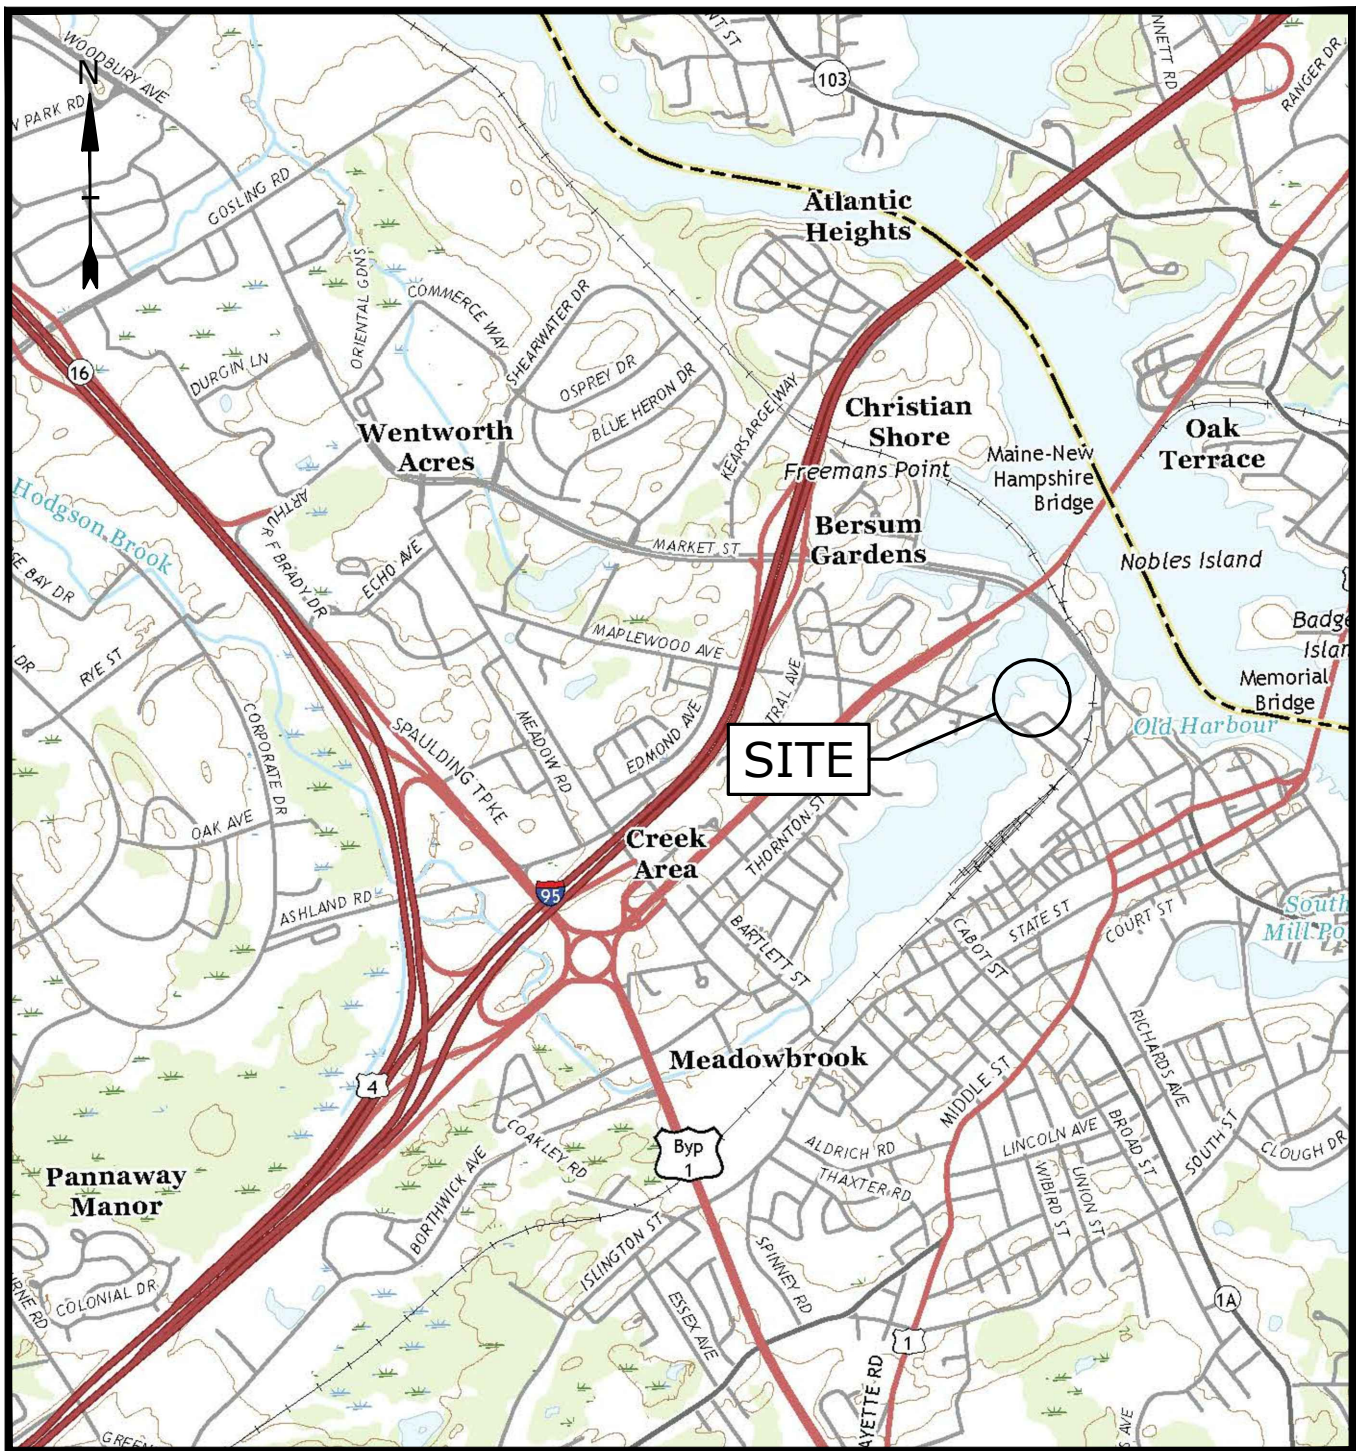 WOODBURY AVE
N
103
RANGER DR
GOSLING RD
Atlantic
Heights
ORIENTAL GDNS
COMMERCE WAY
SHEARWATER DR
16
DURGIN LN
OSPREY DR
BLUE HERON DR
KEARSARGE WAY
Christian
Shore
Wentworth
Acres
Oak
Terrace
Maine-New
Hampshire
Bridge
Freemans Point
Hodgson Brook
ARTHUR F BRADY DR
Bersum
Gardens
MARKET ST
ECHO AVE
Nobles Island
MAPLEWOOD AVE
RYE ST
Memorial
Bridge
Old Harbour
CORPORATE DR
SPAULDING TPKE
MEADOW RD
EDMOND AVE
SITE
OAK AVE
Creek
Area
THORNTON ST
95
ASHLAND RD
BARTLETT ST
CABOT ST
STATE ST
COURT ST
South
RICHARDS AVE
Meadowbrook
4
MIDDLE ST
Byp
1
COAKLEY RD
ALDRICH RD
LINCOLN AVE
BROAD ST
SOUTH ST
CLOUGH DR
Pannaway
Manor
BORTHWICK AVE
THAXTER RD
WIBIRD ST
UNION ST
ISLINGTON ST
SPINNEY RD
COLONIAL DR
ESSEX AVE
1A
1